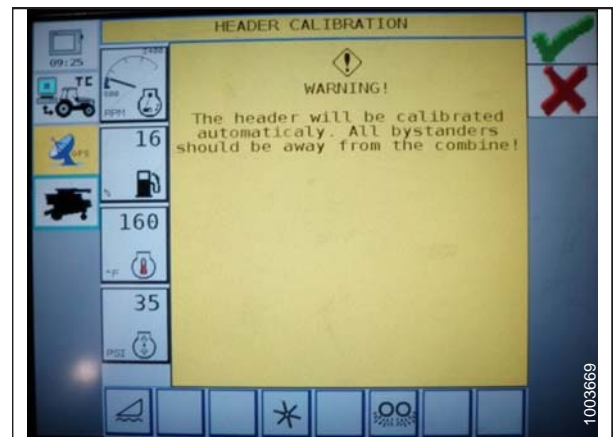 HEADER CALIBRATION
09:25
TC
GPS
RPM
16
%
160
°F
35
PSI
WARNING!
The header will be calibrated
automaticaly. All bystanders
should be away from the combine!
1003669